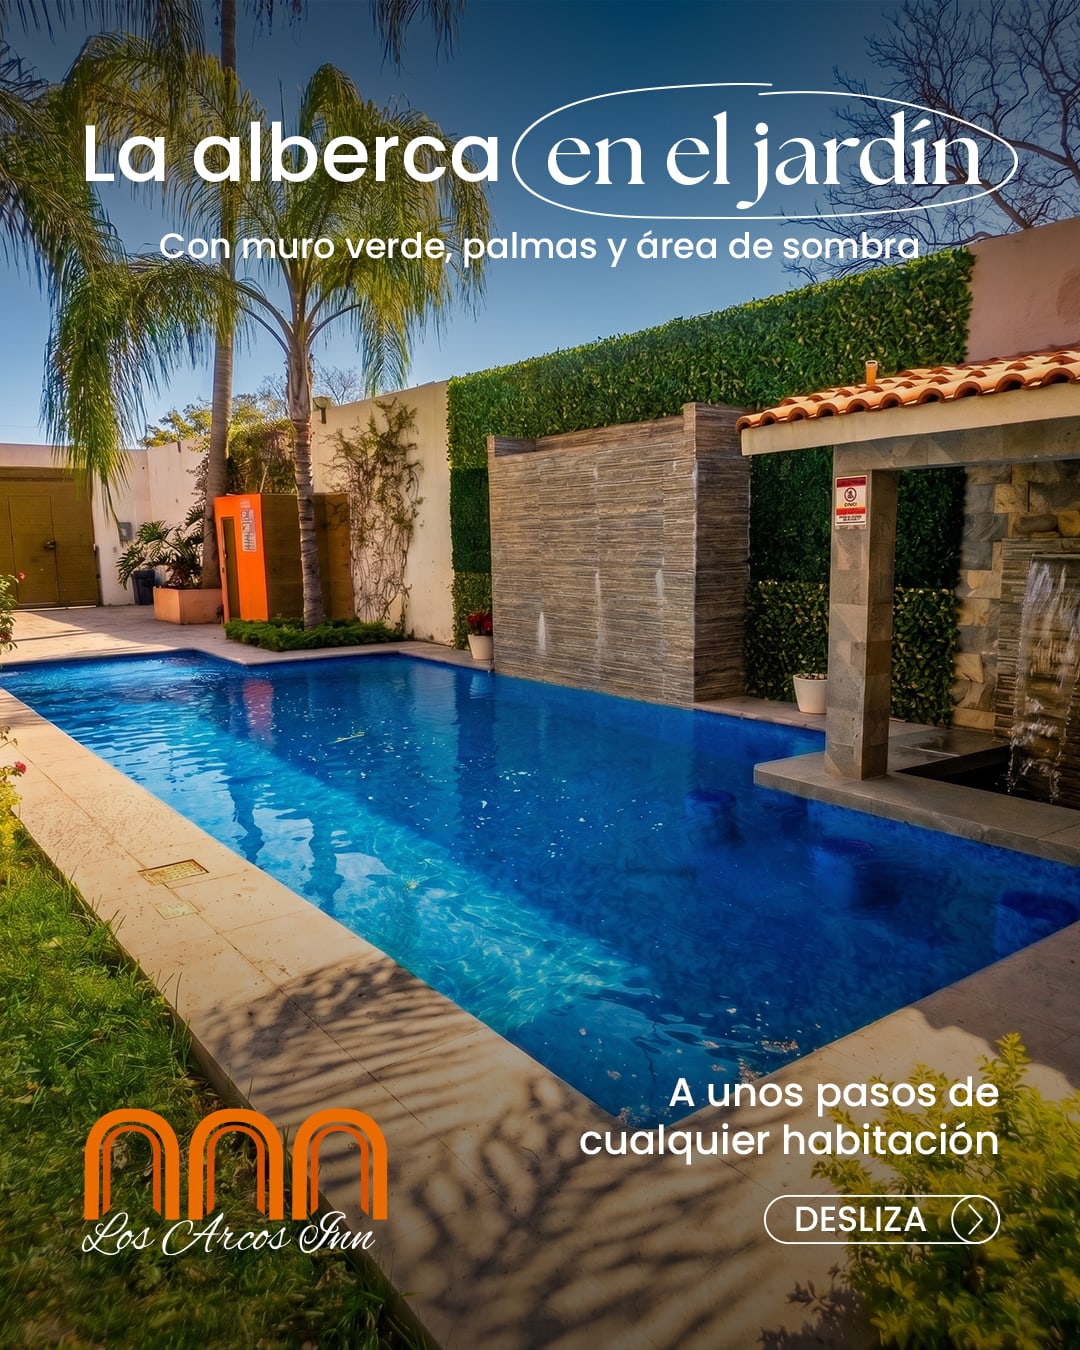 La alberca en el jardín
Con muro verde, palmas y área de sombra
A unos pasos de
cualquier habitación
DESLIZA
Los Arcos Inn